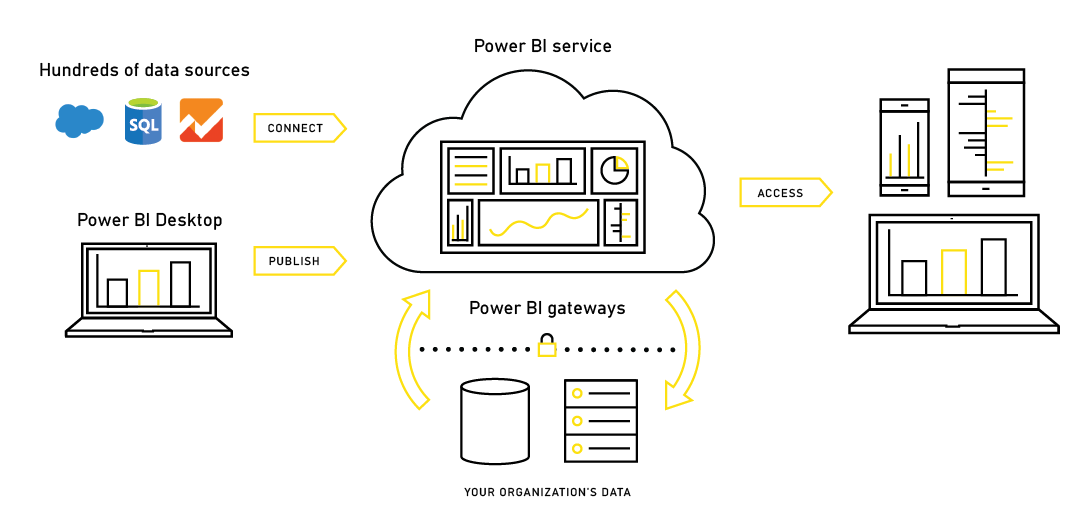 Power BI service
Hundreds of data sources
SQL
CONNECT
ACCESS
Power BI Desktop
PUBLISH
Power BI gateways
YOUR ORGANIZATION'S DATA